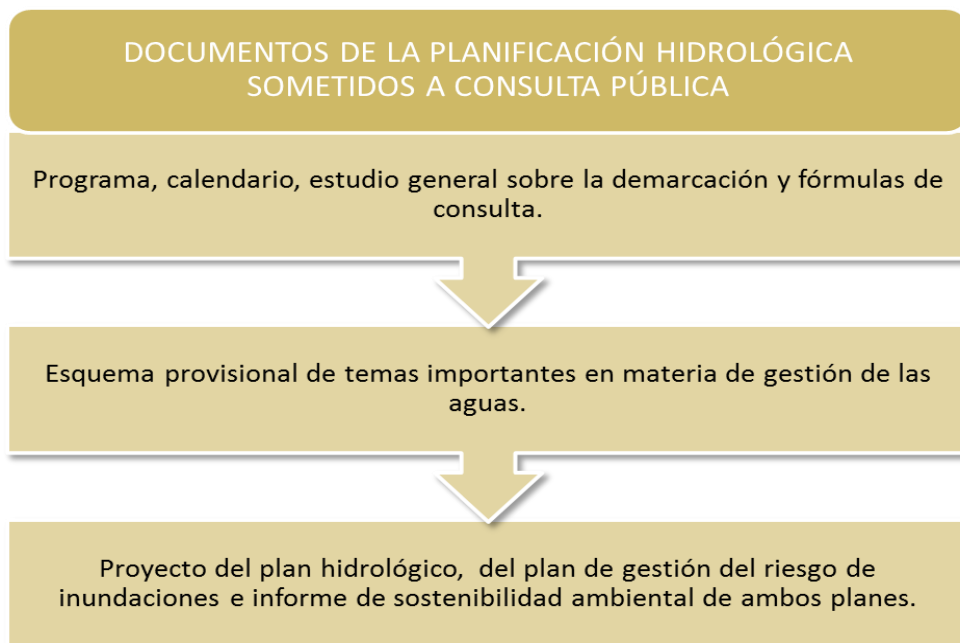 DOCUMENTOS DE LA PLANIFICACIÓN HIDROLÓGICA
SOMETIDOS A CONSULTA PÚBLICA
Programa, calendario, estudio general sobre la demarcación y fórmulas de
consulta.
Esquema provisional de temas importantes en materia de gestión de las
aguas.
Proyecto del plan hidrológico, del plan de gestión del riesgo de
inundaciones e informe de sostenibilidad ambiental de ambos planes.